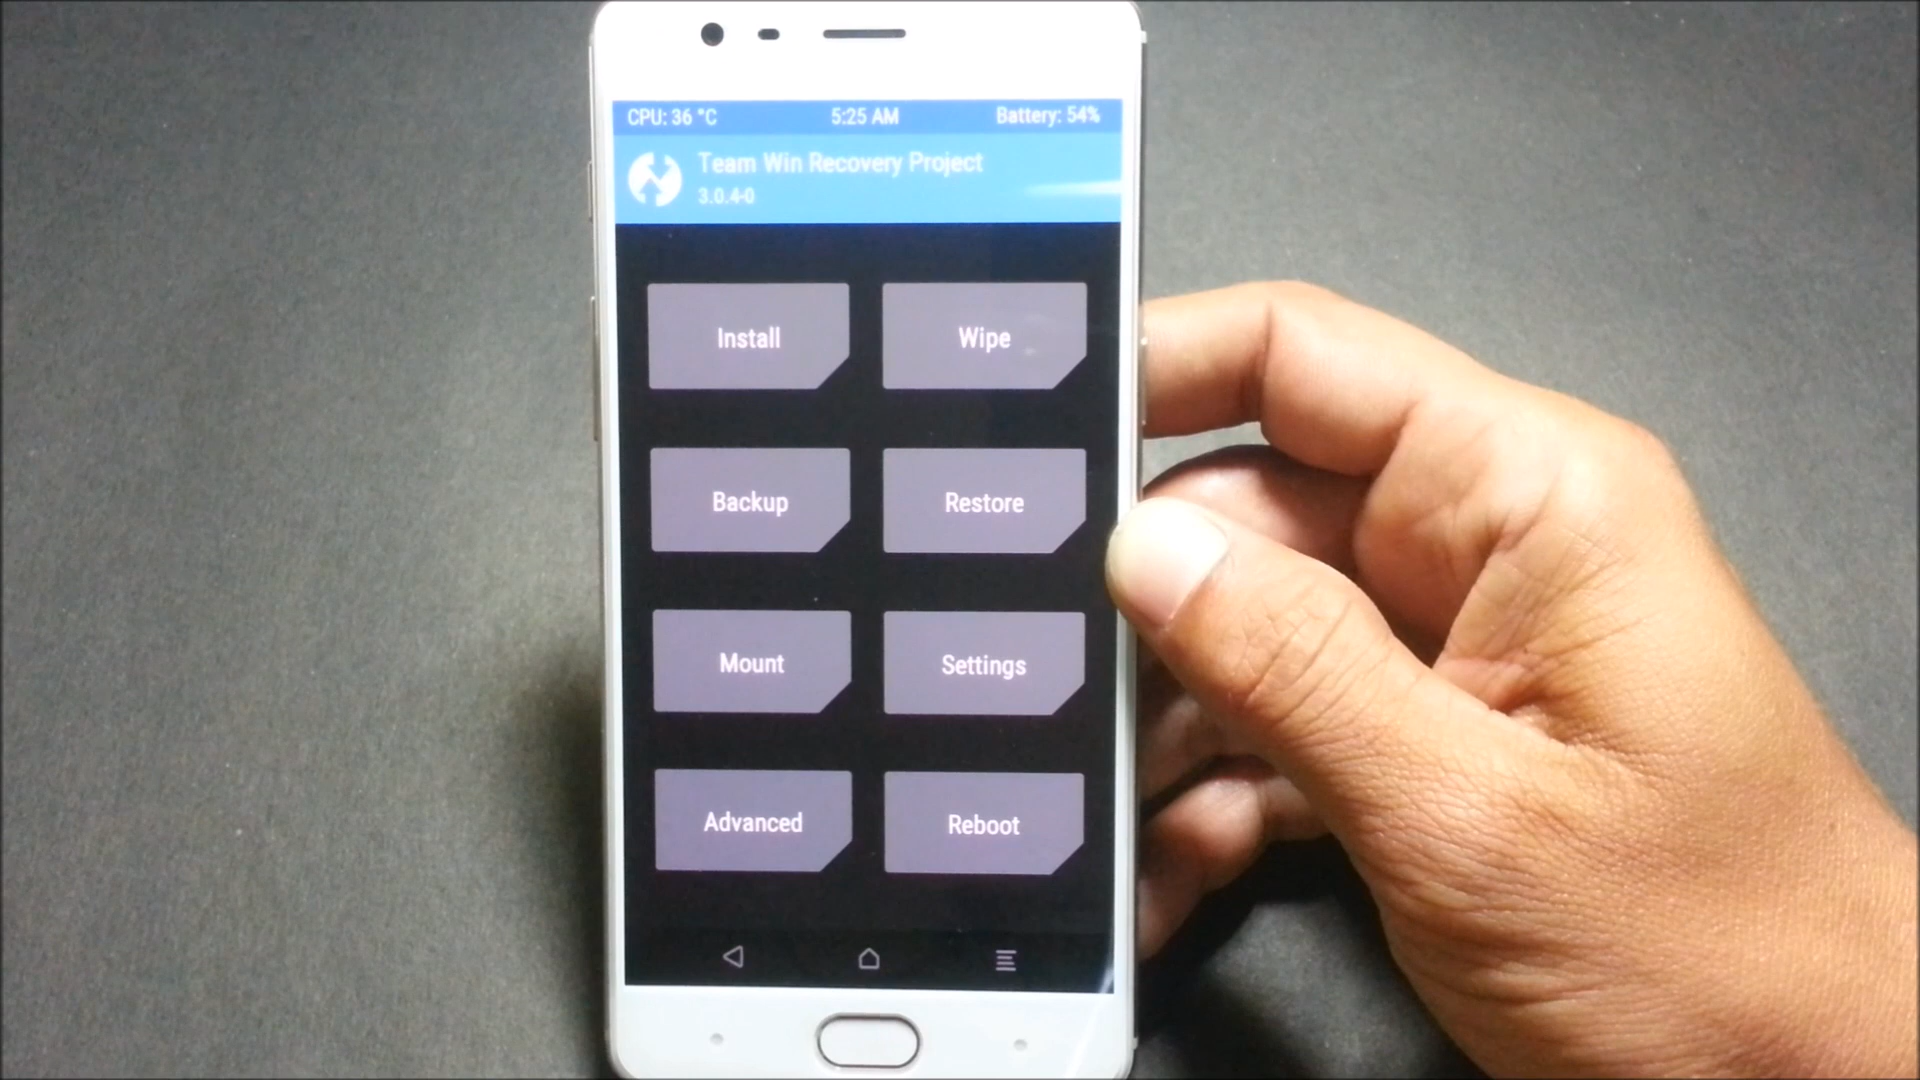 CPU: 36 °C 5:25 AM Battery: 54%
Team Win Recovery Project
3.0.4-0
Install Wipe
Backup Restore
Mount Settings
Advanced Reboot